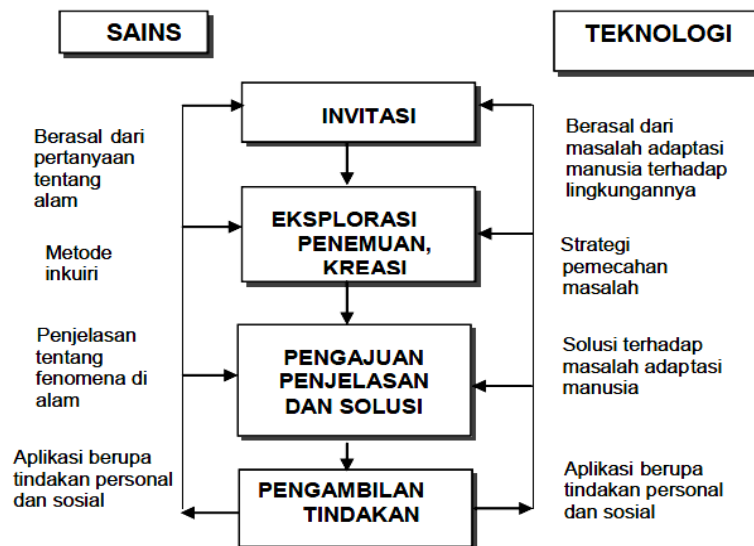 SAINS
TEKNOLOGI
INVITASI
Berasal dari
pertanyaan
tentang
alam
Berasal dari
masalah adaptasi
manusia terhadap
lingkungannya
EKSPLORASI
PENEMUAN,
KREASI
Metode
inkuiri
Strategi
pemecahan
masalah
PENGAJUAN
PENJELASAN
DAN SOLUSI
Penjelasan
tentang
fenomena di
alam
Solusi terhadap
masalah adaptasi
manusia
PENGAMBILAN
TINDAKAN
Aplikasi berupa
tindakan personal
dan sosial
Aplikasi berupa
tindakan personal
dan sosial